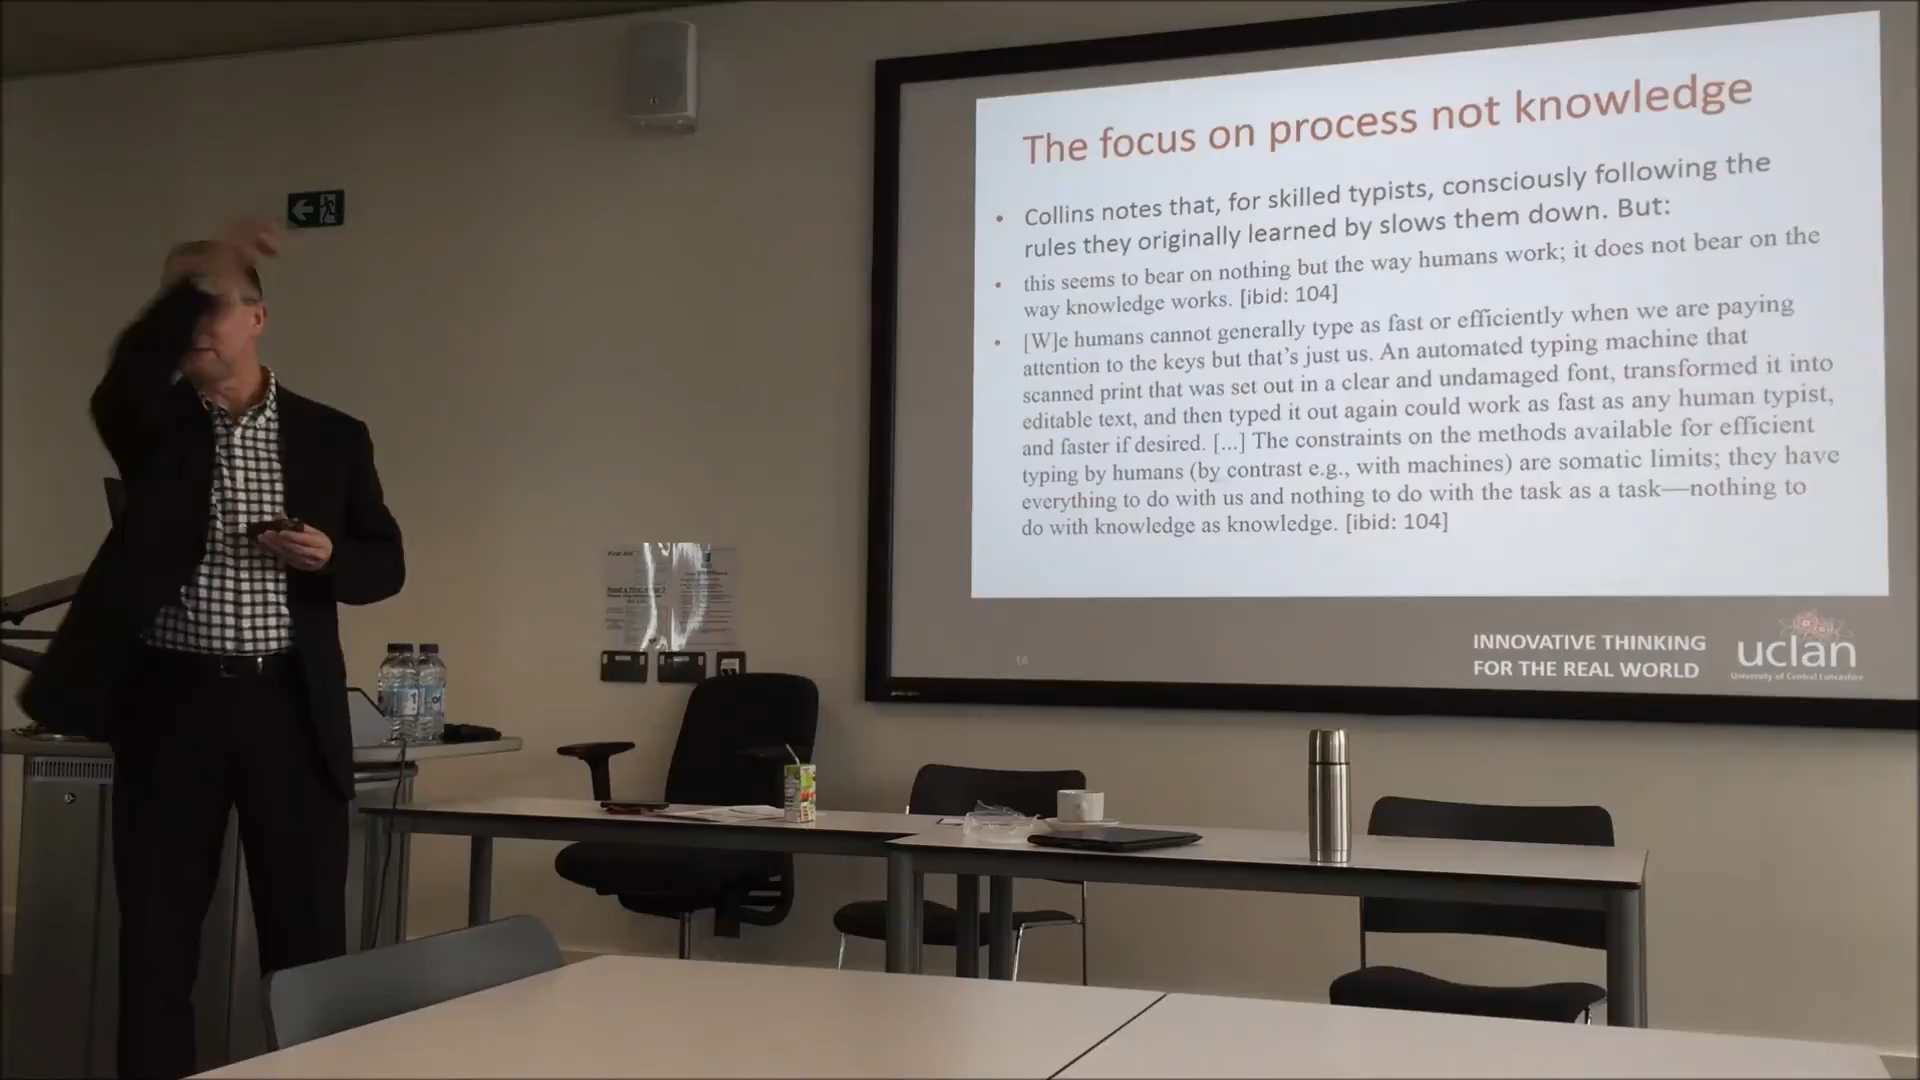 The focus on process not knowledge
• Collins notes that, for skilled typists, consciously following the
rules they originally learned by slows them down. But:
• this seems to bear on nothing but the way humans work; it does not bear on the
way knowledge works. [ibid: 104]
• [W]e humans cannot generally type as fast or efficiently when we are paying
attention to the keys but that's just us. An automated typing machine that
scanned print that was set out in a clear and undamaged font, transformed it into
editable text, and then typed it out again could work as fast as any human typist,
and faster if desired. [...] The constraints on the methods available for efficient
typing by humans (by contrast e.g., with machines) are somatic limits; they have
everything to do with us and nothing to do with the task as a task—nothing to
do with knowledge as knowledge. [ibid: 104]
INNOVATIVE THINKING
FOR THE REAL WORLD
uclan
University of Central Lancashire
First Aid